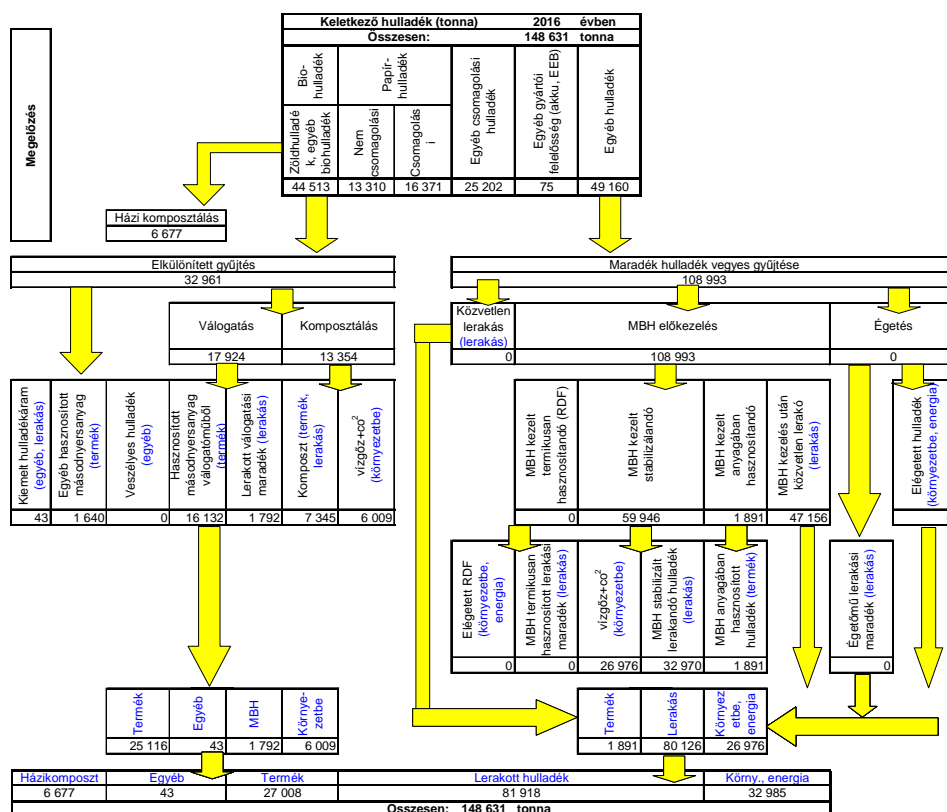 Keletkező hulladék (tonna) 2016 évben
Összesen: 148 631 tonna
Megelőzés
Bio-
hulladék
Papír-
hulladék
Zöldhulladé
k, egyéb
biohulladék
Nem
csomagolási
Csomagolás
i
Egyéb csomagolási
hulladék
Egyéb gyártói
felelősség (akku, EEB)
Egyéb hulladék
44 513 13 310 16 371 25 202 75 49 160
Házi komposztálás
6 677
Elkülönített gyűjtés
32 961
Maradék hulladék vegyes gyűjtése
108 993
Válogatás
17 924
Komposztálás
13 354
Közvetlen
lerakás
(lerakás)
0
MBH előkezelés
108 993
Égetés
0
Kiemelt hulladékáram
(egyéb, lerakás)
Egyéb hasznosított
másodnyersanyag
(termék)
Veszélyes hulladék
(egyéb)
Hasznosított
másodnyersanyag
válogatóműből
(termék)
Lerakott válogatási
maradék (lerakás)
Komposzt (termék,
lerakás)
vízgőz+co²
(környezetbe)
43 1 640 0 16 132 1 792 7 345 6 009
MBH kezelt
termikusan
hasznosítandó (RDF)
MBH kezelt
stabilizálandó
MBH kezelt
anyagában
hasznosítandó
MBH kezelés után
közvetlen lerakó
(lerakás)
Elégetett hulladék
(környezetbe, energia)
0 59 946 1 891 47 156 0
Elégetett RDF
(környezetbe,
energia)
MBH termikusan
hasznosított lerakási
maradék (lerakás)
vízgőz+co²
(környezetbe)
MBH stabilizált
lerakandó hulladék
(lerakás)
MBH anyagában
hasznosított
hulladék (termék)
Égetőmű lerakási
maradék (lerakás)
0 0 26 976 32 970 1 891 0
Termék
Egyéb
MBH
Környe-
zetbe
25 116 43 1 792 6 009
Termék
Lerakás
Környez
etbe,
energia
1 891 80 126 26 976
Házikomposzt Egyéb Termék Lerakott hulladék Körny., energia
6 677 43 27 008 81 918 32 985
Összesen: 148 631 tonna